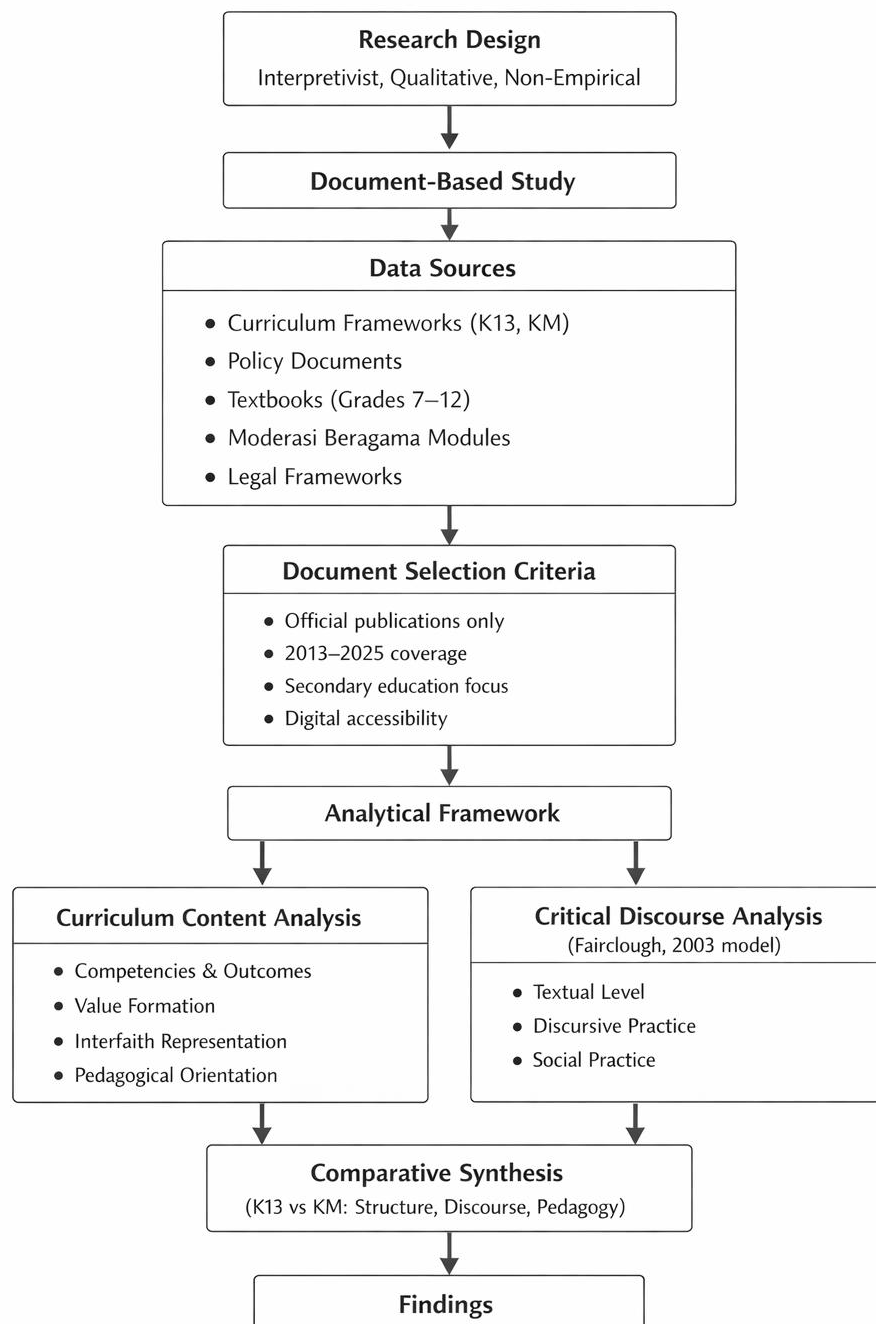 Research Design
Interpretivist, Qualitative, Non-Empirical
Document-Based Study
Data Sources
• Curriculum Frameworks (K13, KM)
• Policy Documents
• Textbooks (Grades 7–12)
• Moderasi Beragama Modules
• Legal Frameworks
Document Selection Criteria
• Official publications only
• 2013–2025 coverage
• Secondary education focus
• Digital accessibility
Analytical Framework
Curriculum Content Analysis
• Competencies & Outcomes
• Value Formation
• Interfaith Representation
• Pedagogical Orientation
Critical Discourse Analysis
(Fairclough, 2003 model)
• Textual Level
• Discursive Practice
• Social Practice
Comparative Synthesis
(K13 vs KM: Structure, Discourse, Pedagogy)
Findings